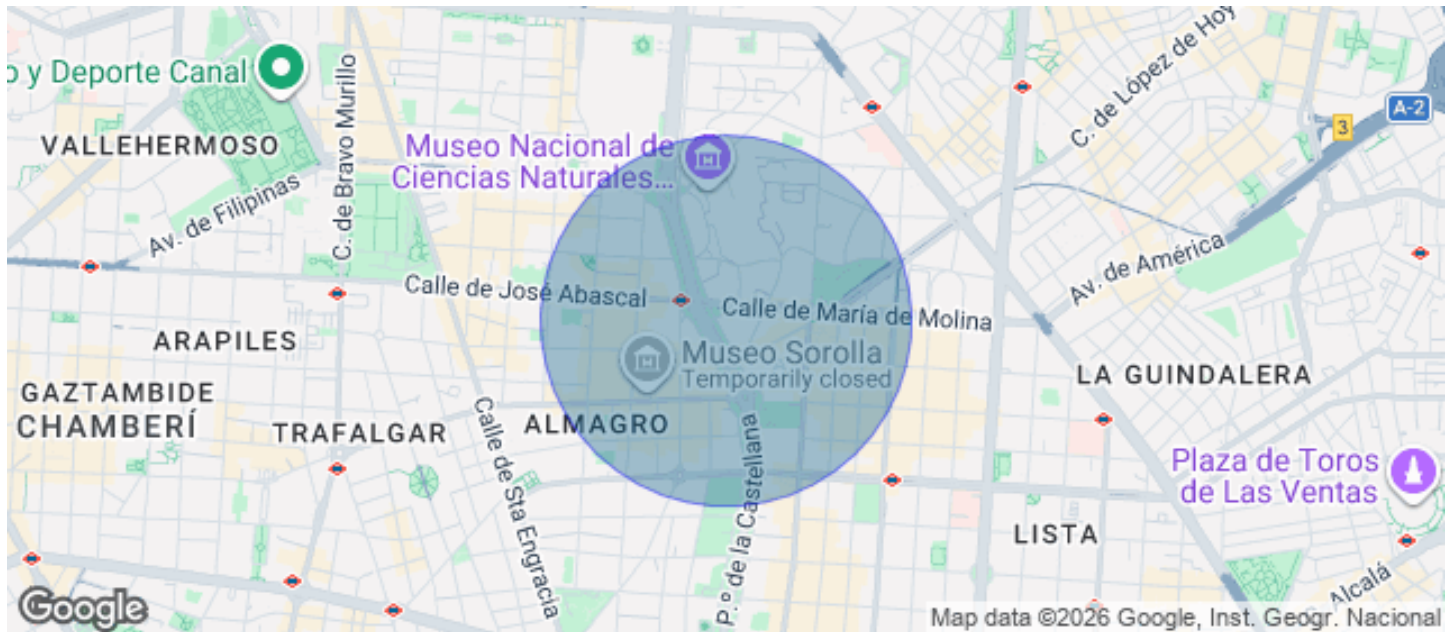 o y Deporte Canal
VALLEHERMOSO
Av. de Filipinas
C. de Bravo Murillo
Museo Nacional de
Ciencias Naturales...
C. de López de Hoy
3
A-2
Av. de América
Calle de José Abascal
Calle de María de Molina
ARAPILES
Museo Sorolla
Temporarily closed
LA GUINDALERA
GAZTAMBIDE
CHAMBERÍ
TRAFALGAR
ALMAGRO
Calle de Sta Engracia
P.º de la Castellana
Plaza de Toros
de Las Ventas
LISTA
Alcalá
Google
Map data ©2026 Google, Inst. Geogr. Nacional